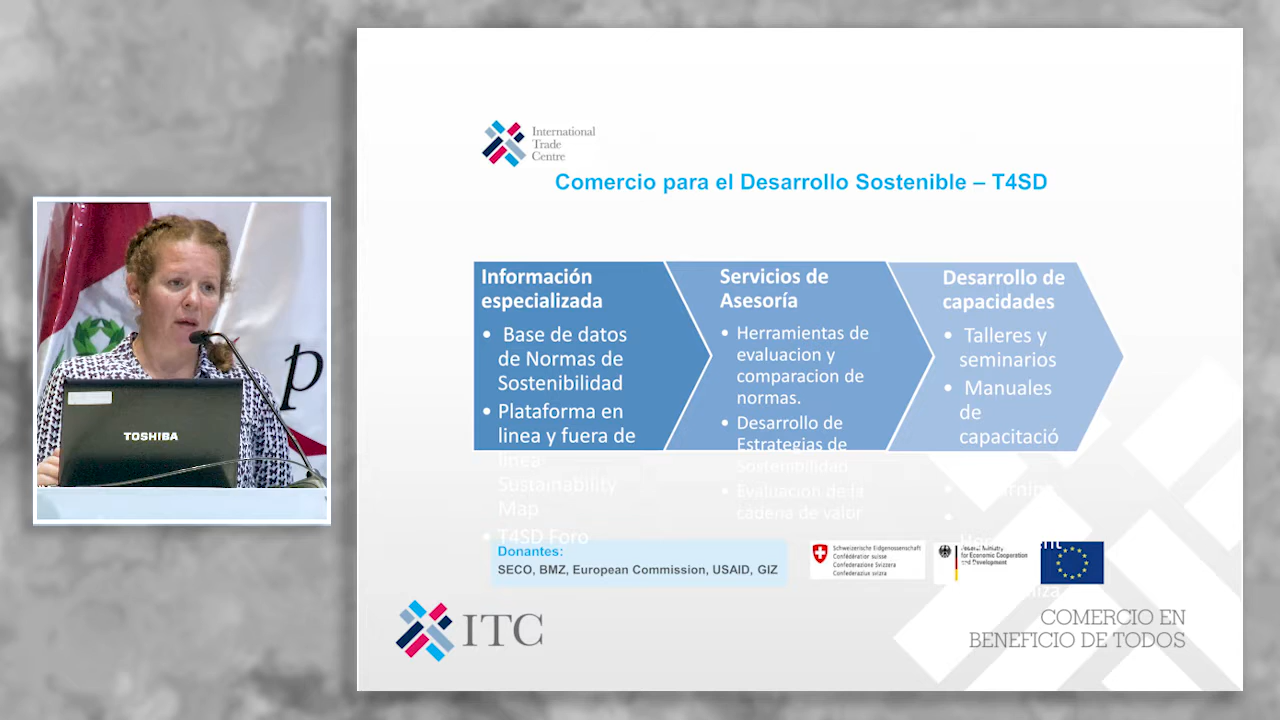 International
Trade
Centre
Comercio para el Desarrollo Sostenible – T4SD
Información
especializada
• Base de datos
de Normas de
Sostenibilidad
• Plataforma en
linea y fuera de
linea
Sustainability
Map
• T4SD Foro
Servicios de
Asesoría
• Herramientas de
evaluacion y
comparacion de
normas.
• Desarrollo de
Estrategias de
Sostenibilidad
• Evaluacion de la
cadena de valor
Desarrollo de
capacidades
• Talleres y
seminarios
• Manuales
de
capacitació
Donantes:
SECO, BMZ, European Commission, USAID, GIZ
Schweizerische Eidgenossenschaft
Confédération suisse
Confederazione Svizzera
Confederaziun svizra
for Economic Cooperation
and Development
ITC
COMERCIO EN
BENEFICIO DE TODOS
TOSHIBA
p